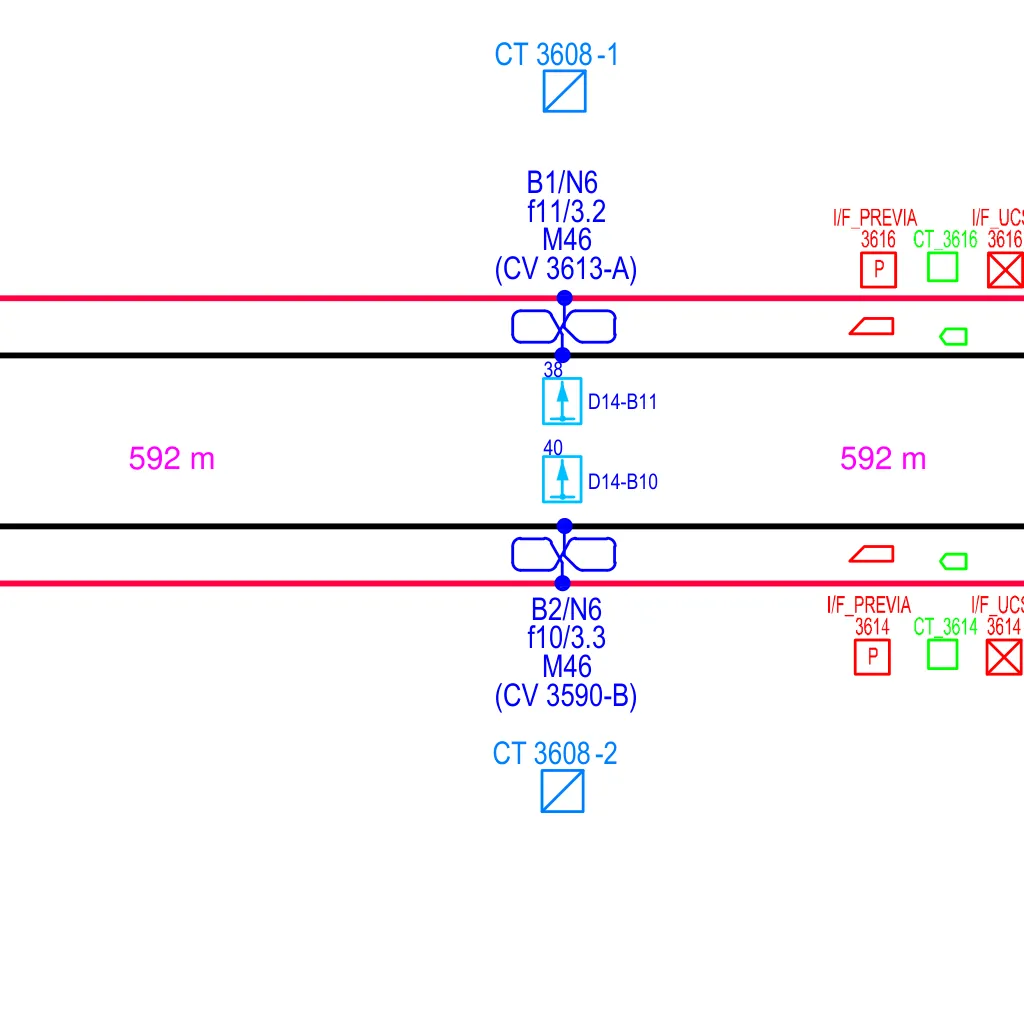 CT 3608-1
B1/N6
f11/3.2
M46
(CV 3613-A)
I/F_PREVIA
3616
P
CT_3616
I/F_UCS
3616
38
D14-B11
592 m
40
D14-B10
592 m
B2/N6
f10/3.3
M46
(CV 3590-B)
I/F_PREVIA
3614
P
CT_3614
I/F_UCS
3614
CT 3608-2